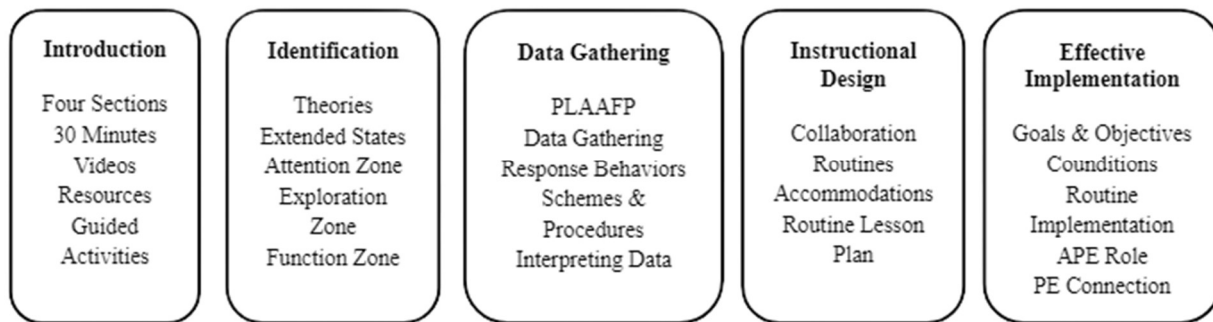 Introduction
Four Sections
30 Minutes
Videos
Resources
Guided
Activities
Identification
Theories
Extended States
Attention Zone
Exploration
Zone
Function Zone
Data Gathering
PLAAFP
Data Gathering
Response Behaviors
Schemes &
Procedures
Interpreting Data
Instructional
Design
Collaboration
Routines
Accommodations
Routine Lesson
Plan
Effective
Implementation
Goals & Objectives
Counditions
Routine
Implementation
APE Role
PE Connection